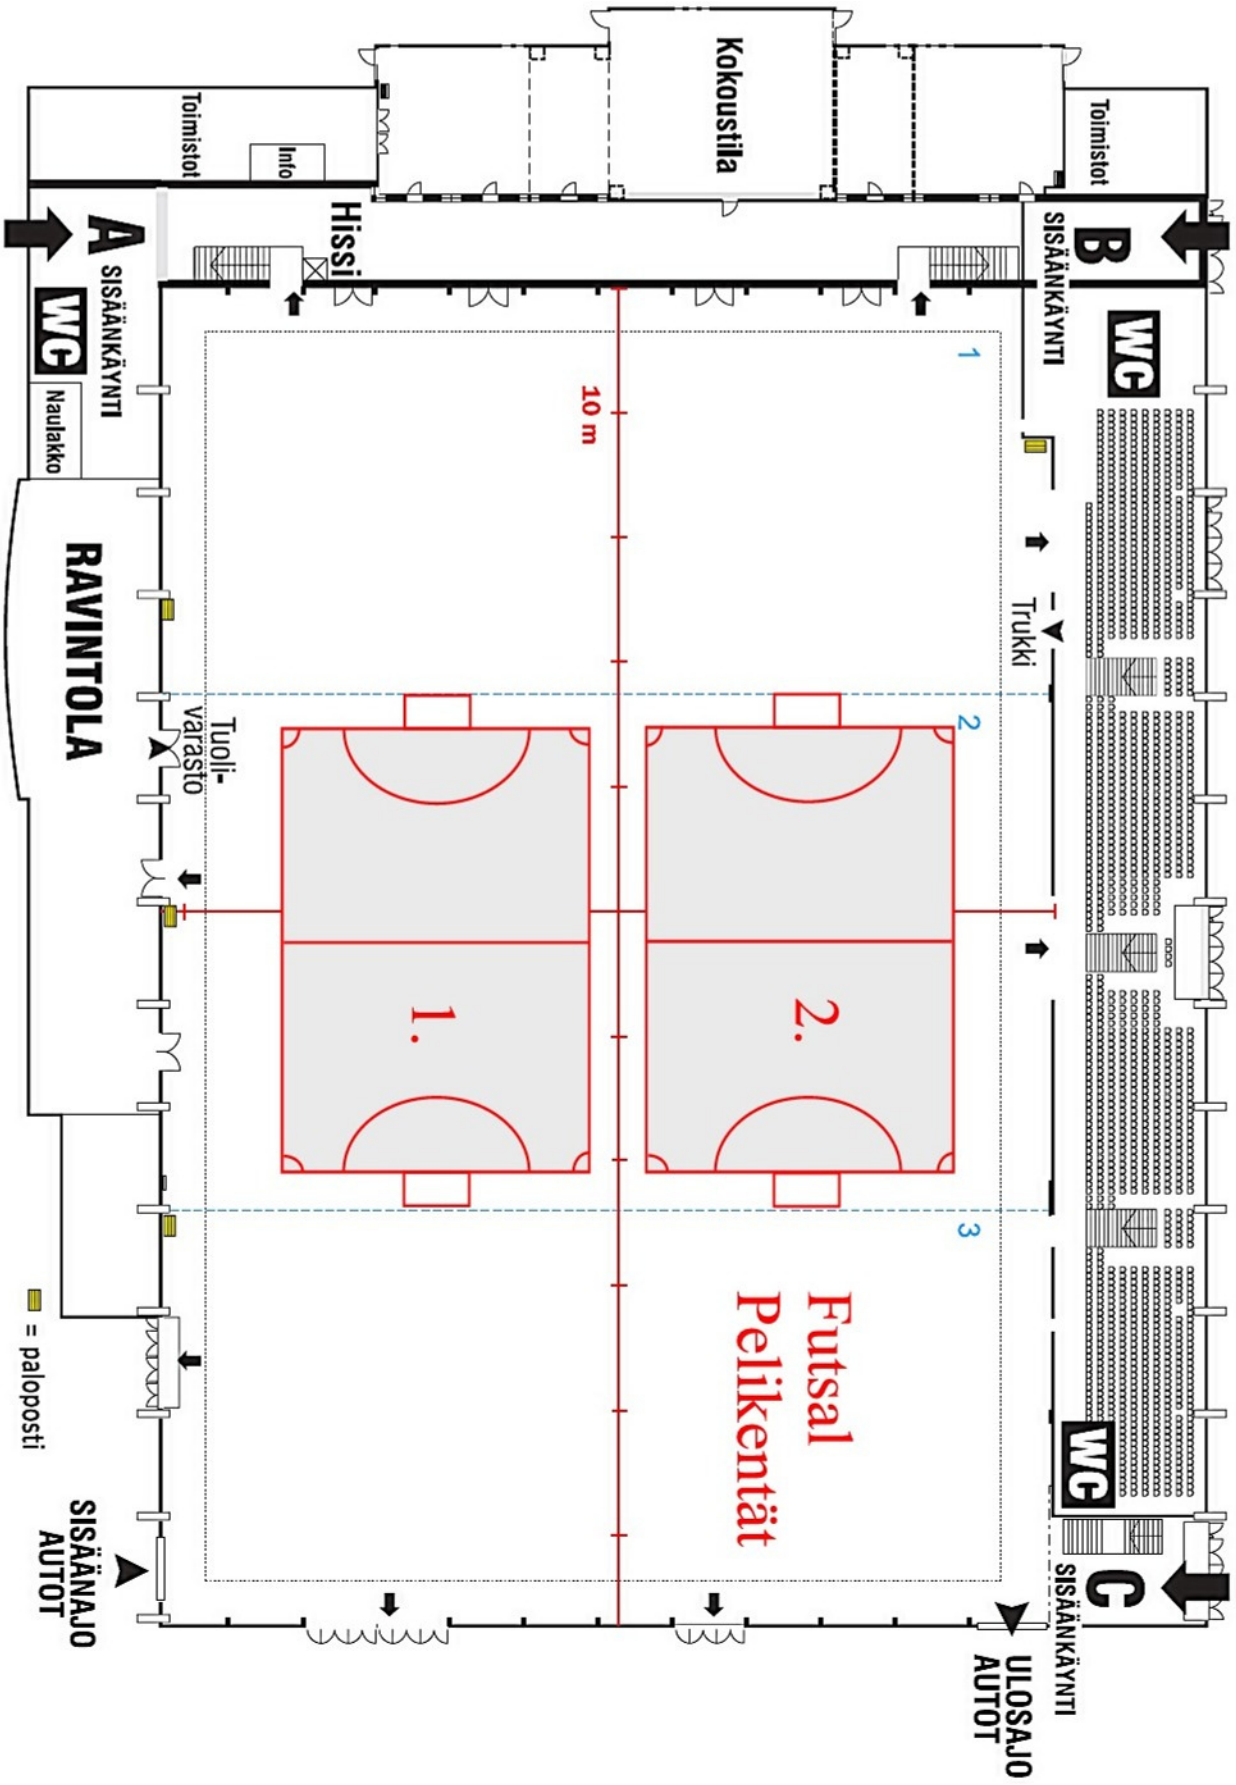 Kokoustila
Toimistot
Info
Toimistot
Hissi
A
SISÄÄNKÄYNTI
WC
Naulakko
B
SISÄÄNKÄYNTI
WC
1
10 m
RAVINTOLA
Trukki
Tuoli-
varasto
2
1.
2.
3
Futsal
Pelikentät
= paloposti
WC
C
SISÄÄNKÄYNTI
SISÄÄNAJO
AUTOT
ULOSAJO
AUTOT